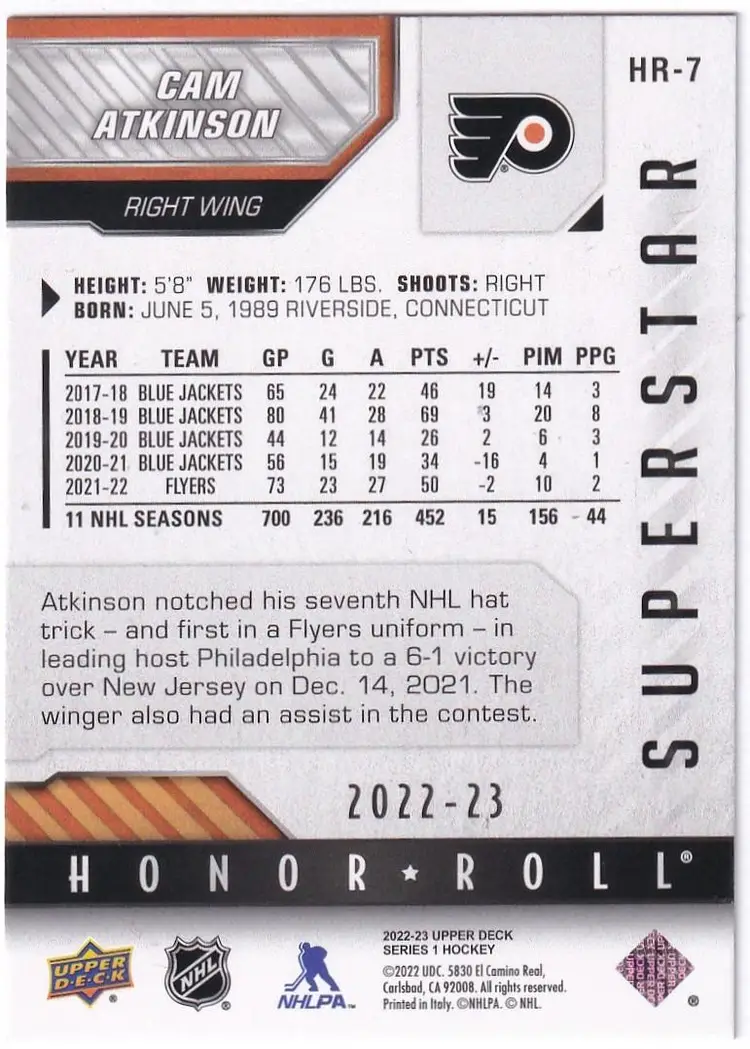 CAM
ATKINSON
RIGHT WING
HR-7
SUPERSTAR
HEIGHT: 5'8" WEIGHT: 176 LBS. SHOOTS: RIGHT
BORN: JUNE 5, 1989 RIVERSIDE, CONNECTICUT
YEAR TEAM GP G A PTS +/- PIM PPG
2017-18 BLUE JACKETS 65 24 22 46 19 14 3
2018-19 BLUE JACKETS 80 41 28 69 3 20 8
2019-20 BLUE JACKETS 44 12 14 26 2 6 3
2020-21 BLUE JACKETS 56 15 19 34 -16 4 1
2021-22 FLYERS 73 23 27 50 -2 10 2
11 NHL SEASONS 700 236 216 452 15 156 44
Atkinson notched his seventh NHL hat
trick – and first in a Flyers uniform – in
leading host Philadelphia to a 6-1 victory
over New Jersey on Dec. 14, 2021. The
winger also had an assist in the contest.
2022-23
HONOR ★ ROLL®
UPPER
D·E·C·K
®
NHL
®
NHLPA™
2022-23 UPPER DECK
SERIES 1 HOCKEY
©2022 UDC. 5830 El Camino Real,
Carlsbad, CA 92008. All rights reserved.
Printed in Italy. ©NHLPA. © NHL.
®